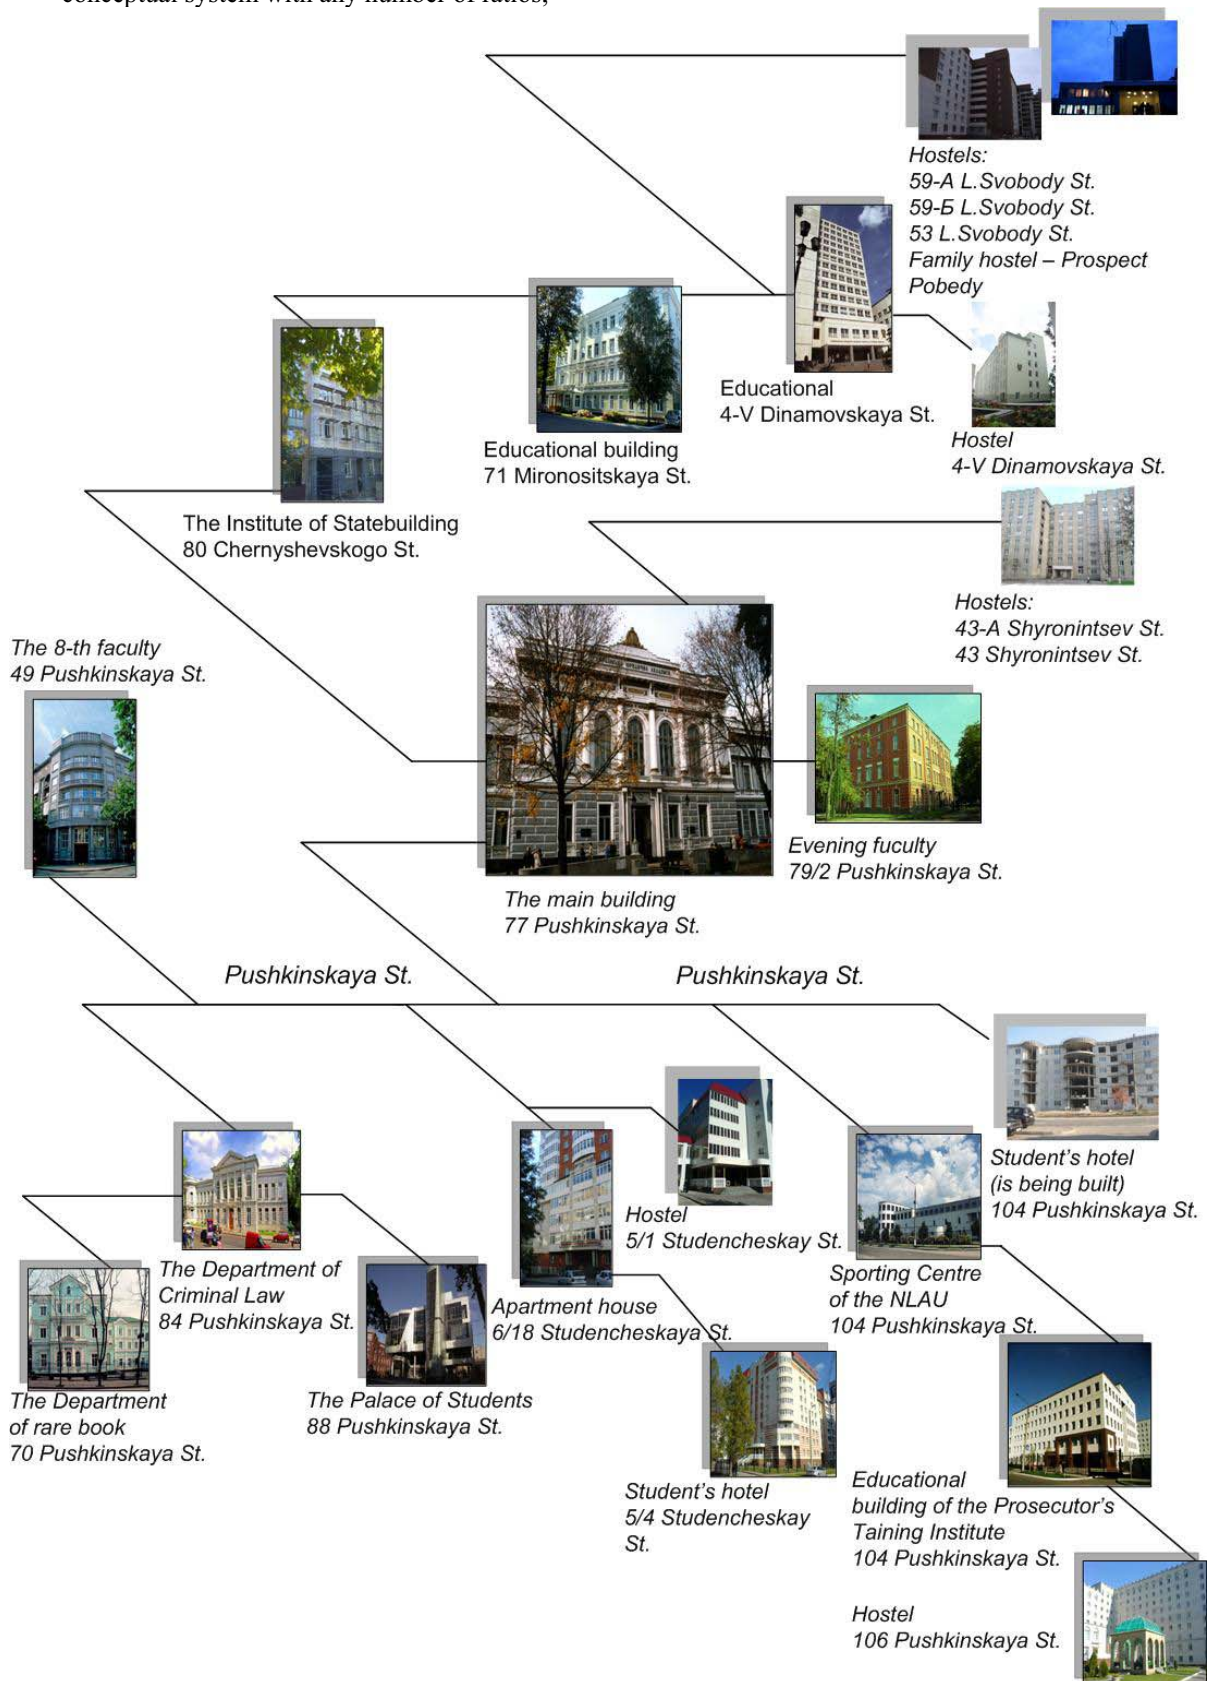 conceptual system with any number of ratios;
Hostels:
59-А L.Svobody St.
59-Б L.Svobody St.
53 L.Svobody St.
Family hostel – Prospect
Pobedy
Educational
4-V Dinamovskaya St.
Hostel
4-V Dinamovskaya St.
Educational building
71 Mironositskaya St.
The Institute of Statebuilding
80 Chernyshevskogo St.
Hostels:
43-A Shyronintsev St.
43 Shyronintsev St.
The 8-th faculty
49 Pushkinskaya St.
Evening fuculty
79/2 Pushkinskaya St.
The main building
77 Pushkinskaya St.
Pushkinskaya St.
Pushkinskaya St.
Student's hotel
(is being built)
104 Pushkinskaya St.
Hostel
5/1 Studencheskay St.
The Department of
Criminal Law
84 Pushkinskaya St.
Apartment house
6/18 Studencheskaya St.
Sporting Centre
of the NLAU
104 Pushkinskaya St.
The Department
of rare book
70 Pushkinskaya St.
The Palace of Students
88 Pushkinskaya St.
Student's hotel
5/4 Studencheskay
St.
Educational
building of the Prosecutor's
Taining Institute
104 Pushkinskaya St.
Hostel
106 Pushkinskaya St.